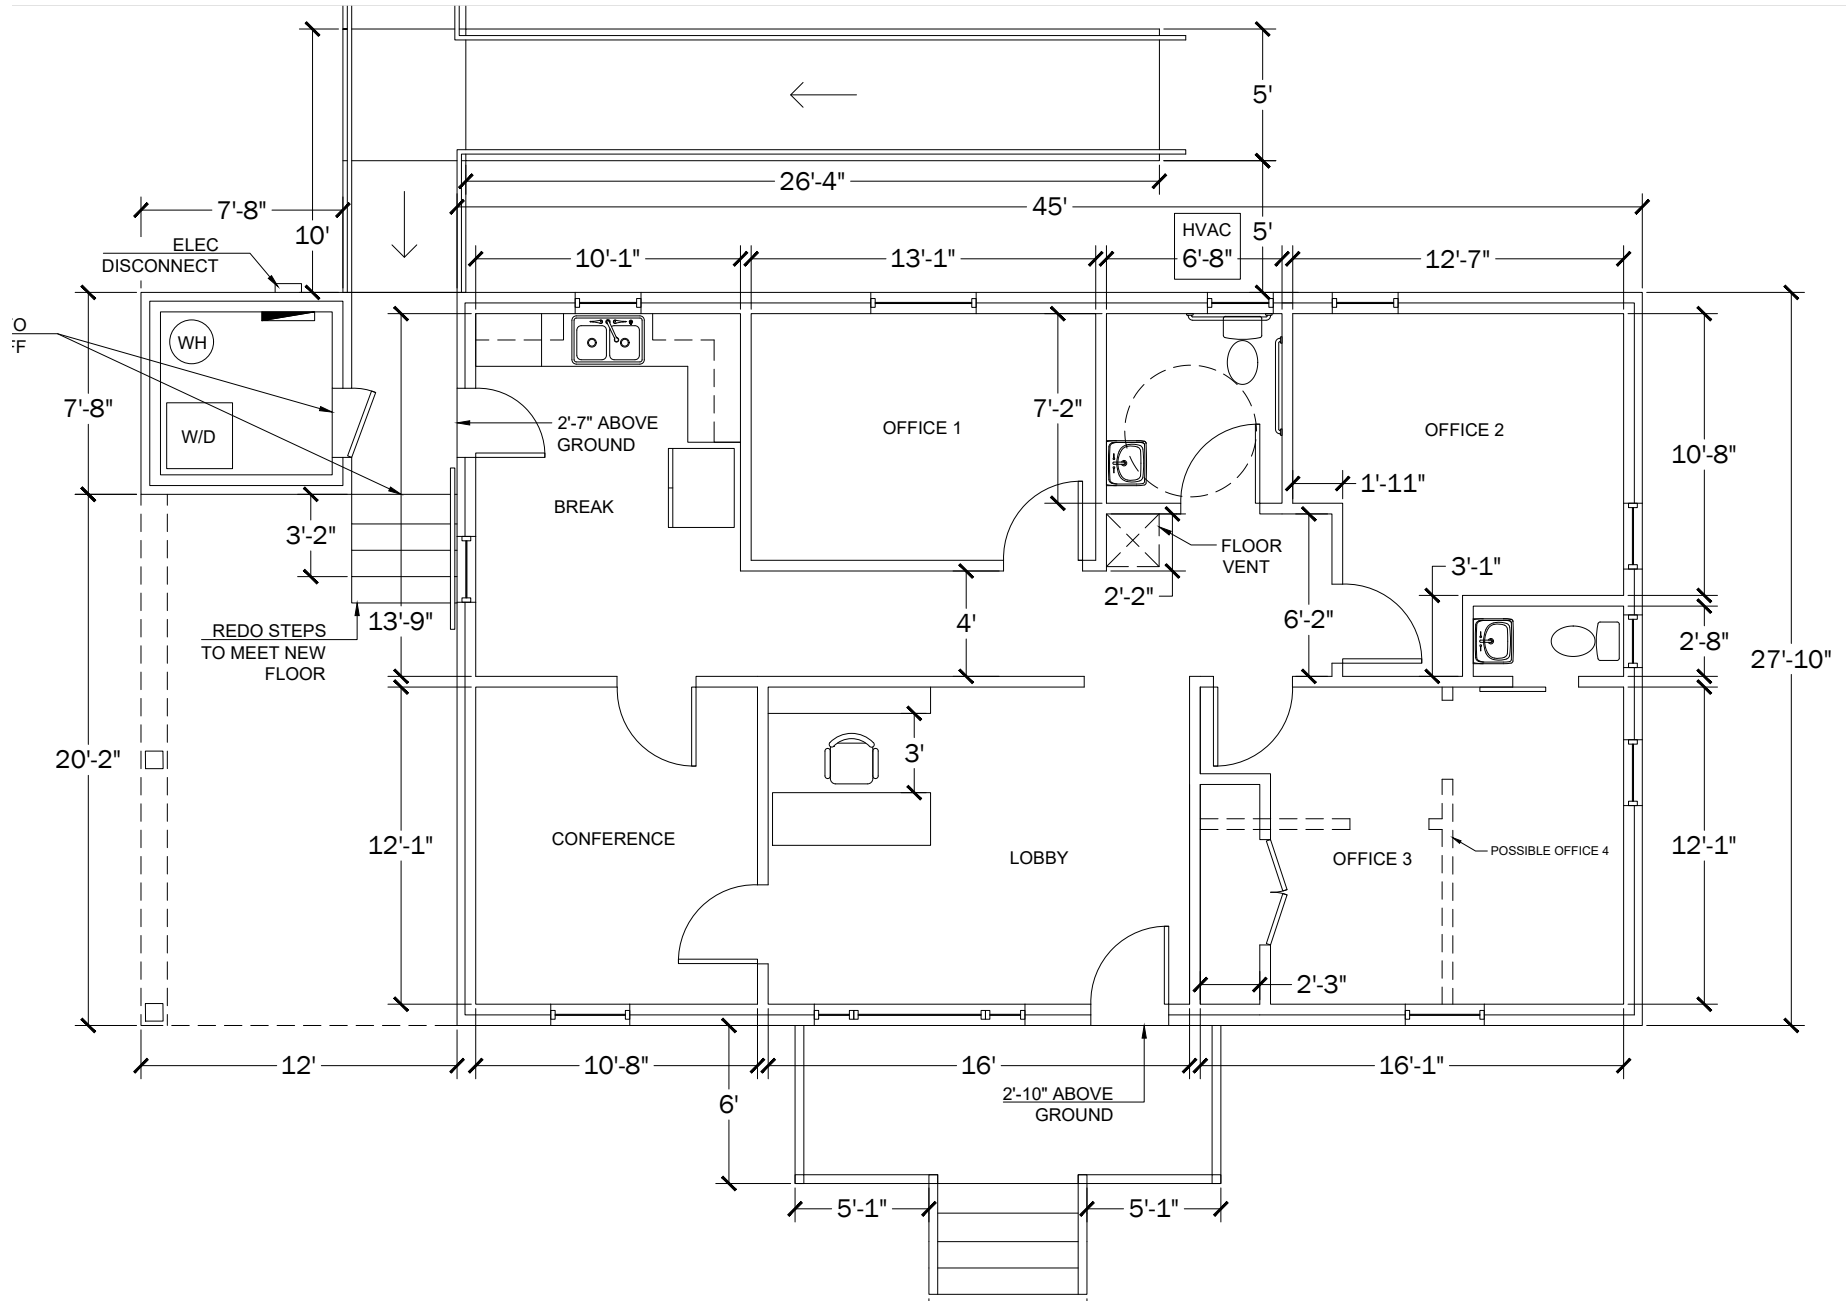 5'
26'-4"
7'-8"
45'
10'
HVAC
5'
ELEC
DISCONNECT
10'-1"
13'-1"
6'-8"
12'-7"
O
FF
WH
7'-8"
W/D
2'-7" ABOVE
GROUND
7'-2"
OFFICE 1
OFFICE 2
10'-8"
1'-11"
BREAK
3'-2"
FLOOR
VENT
3'-1"
2'-2"
REDO STEPS
TO MEET NEW
FLOOR
13'-9"
4'
6'-2"
2'-8"
27'-10"
20'-2"
3'
12'-1"
CONFERENCE
LOBBY
OFFICE 3
POSSIBLE OFFICE 4
12'-1"
2'-3"
12'
10'-8"
16'
16'-1"
2'-10" ABOVE
GROUND
6'
5'-1"
5'-1"